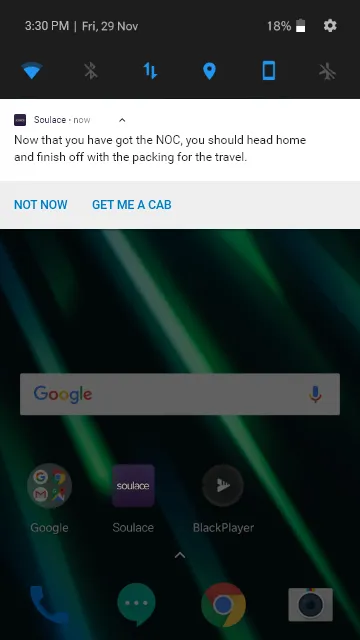 3:30 PM | Fri, 29 Nov
18%
Soulace • now
Now that you have got the NOC, you should head home
and finish off with the packing for the travel.
NOT NOW GET ME A CAB
Google
soulace
Google Soulace BlackPlayer